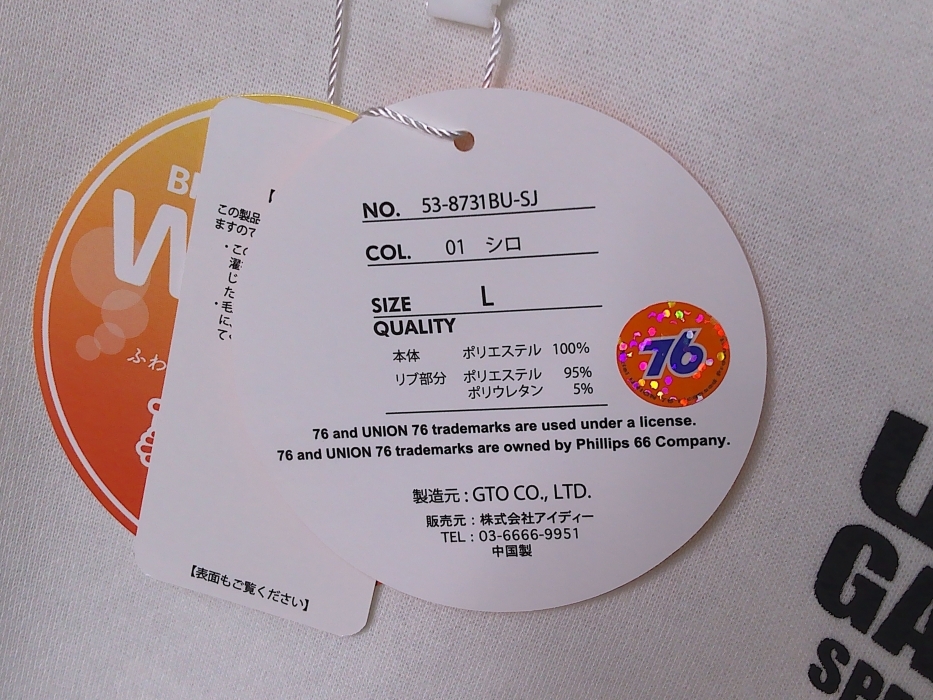 NO. 53-8731BU-SJ
COL. 01 シロ
SIZE L
QUALITY
本体 ポリエステル 100%
リブ部分 ポリエステル 95%
ポリウレタン 5%
76
76 and UNION 76 trademarks are used under a license.
76 and UNION 76 trademarks are owned by Phillips 66 Company.
製造元 : GTO CO., LTD.
販売元 : 株式会社アイディー
TEL : 03-6666-9951
中国製
この製品
ますので
・この
じ
た
・毛
に、
【表面もご覧ください】
ふわ
GA